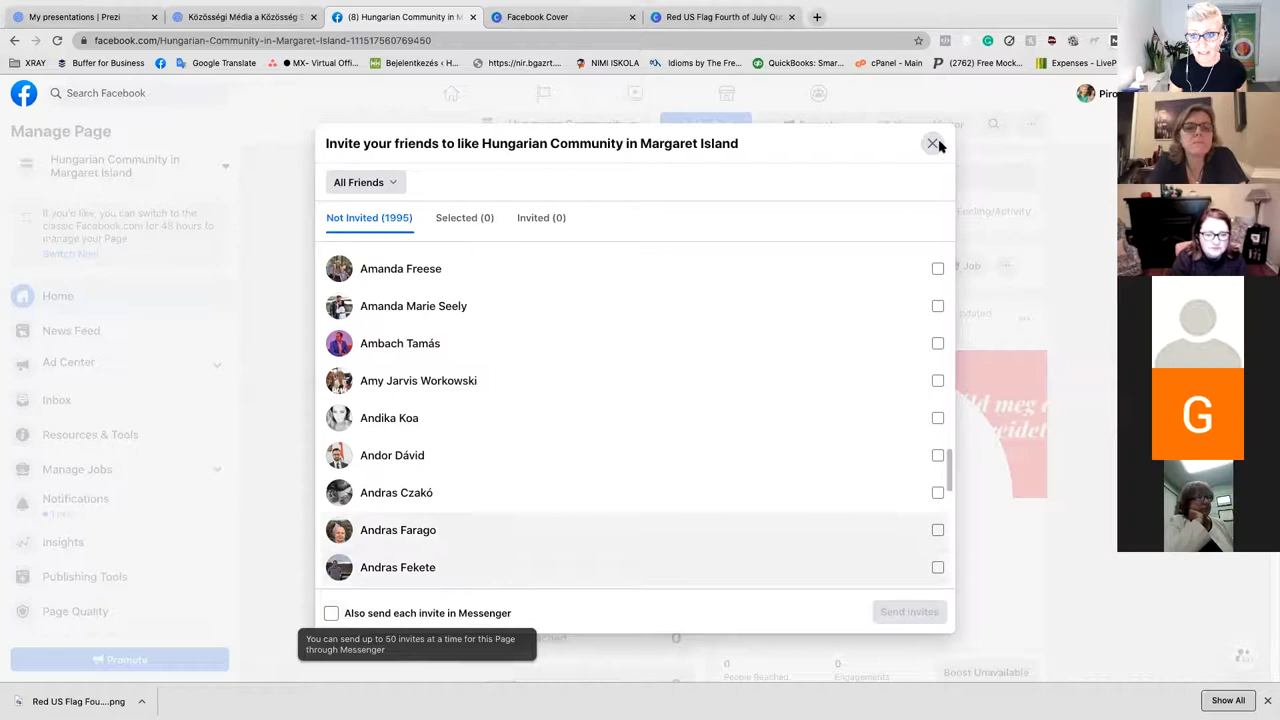 My presentations | Prezi
Közösségi Média a Közösség S
(8) Hungarian Community in M
Facebook Cover
Red US Flag Fourth of July Qu
facebook.com/Hungarian-Community-in-Margaret-Island-111517560769450
XRAY
Buffer for Business
Google Translate
MX- Virtual Offi...
Bejelentkezés < H...
https://nir.bgazrt....
NIMI ISKOLA
Idioms by The Fre...
QuickBooks: Smar...
cPanel - Main
(2762) Free Mock...
Expenses - LiveP
Search Facebook
Piro
Manage Page
Hungarian Community in
Margaret Island
If you'd like, you can switch to the
classic Facebook.com for 48 hours
to manage your Page
Switch Now
Home
News Feed
Ad Center
Inbox
Resources & Tools
Manage Jobs
Notifications
Insights
Publishing Tools
Page Quality
Promote
Invite your friends to like Hungarian Community in Margaret Island
All Friends
Not Invited (1995)
Selected (0)
Invited (0)
Amanda Freese
Amanda Marie Seely
Ambach Tamás
Amy Jarvis Workowski
Andika Koa
Andor Dávid
Andras Czakó
Andras Farago
Andras Fekete
Also send each invite in Messenger
Send Invites
You can send up to 50 invites at a time for this Page
through Messenger
Feeling/Activity
Job
0
People Reached
0
Engagements
Boost Unavailable
G
Red US Flag Fou....png
Show All